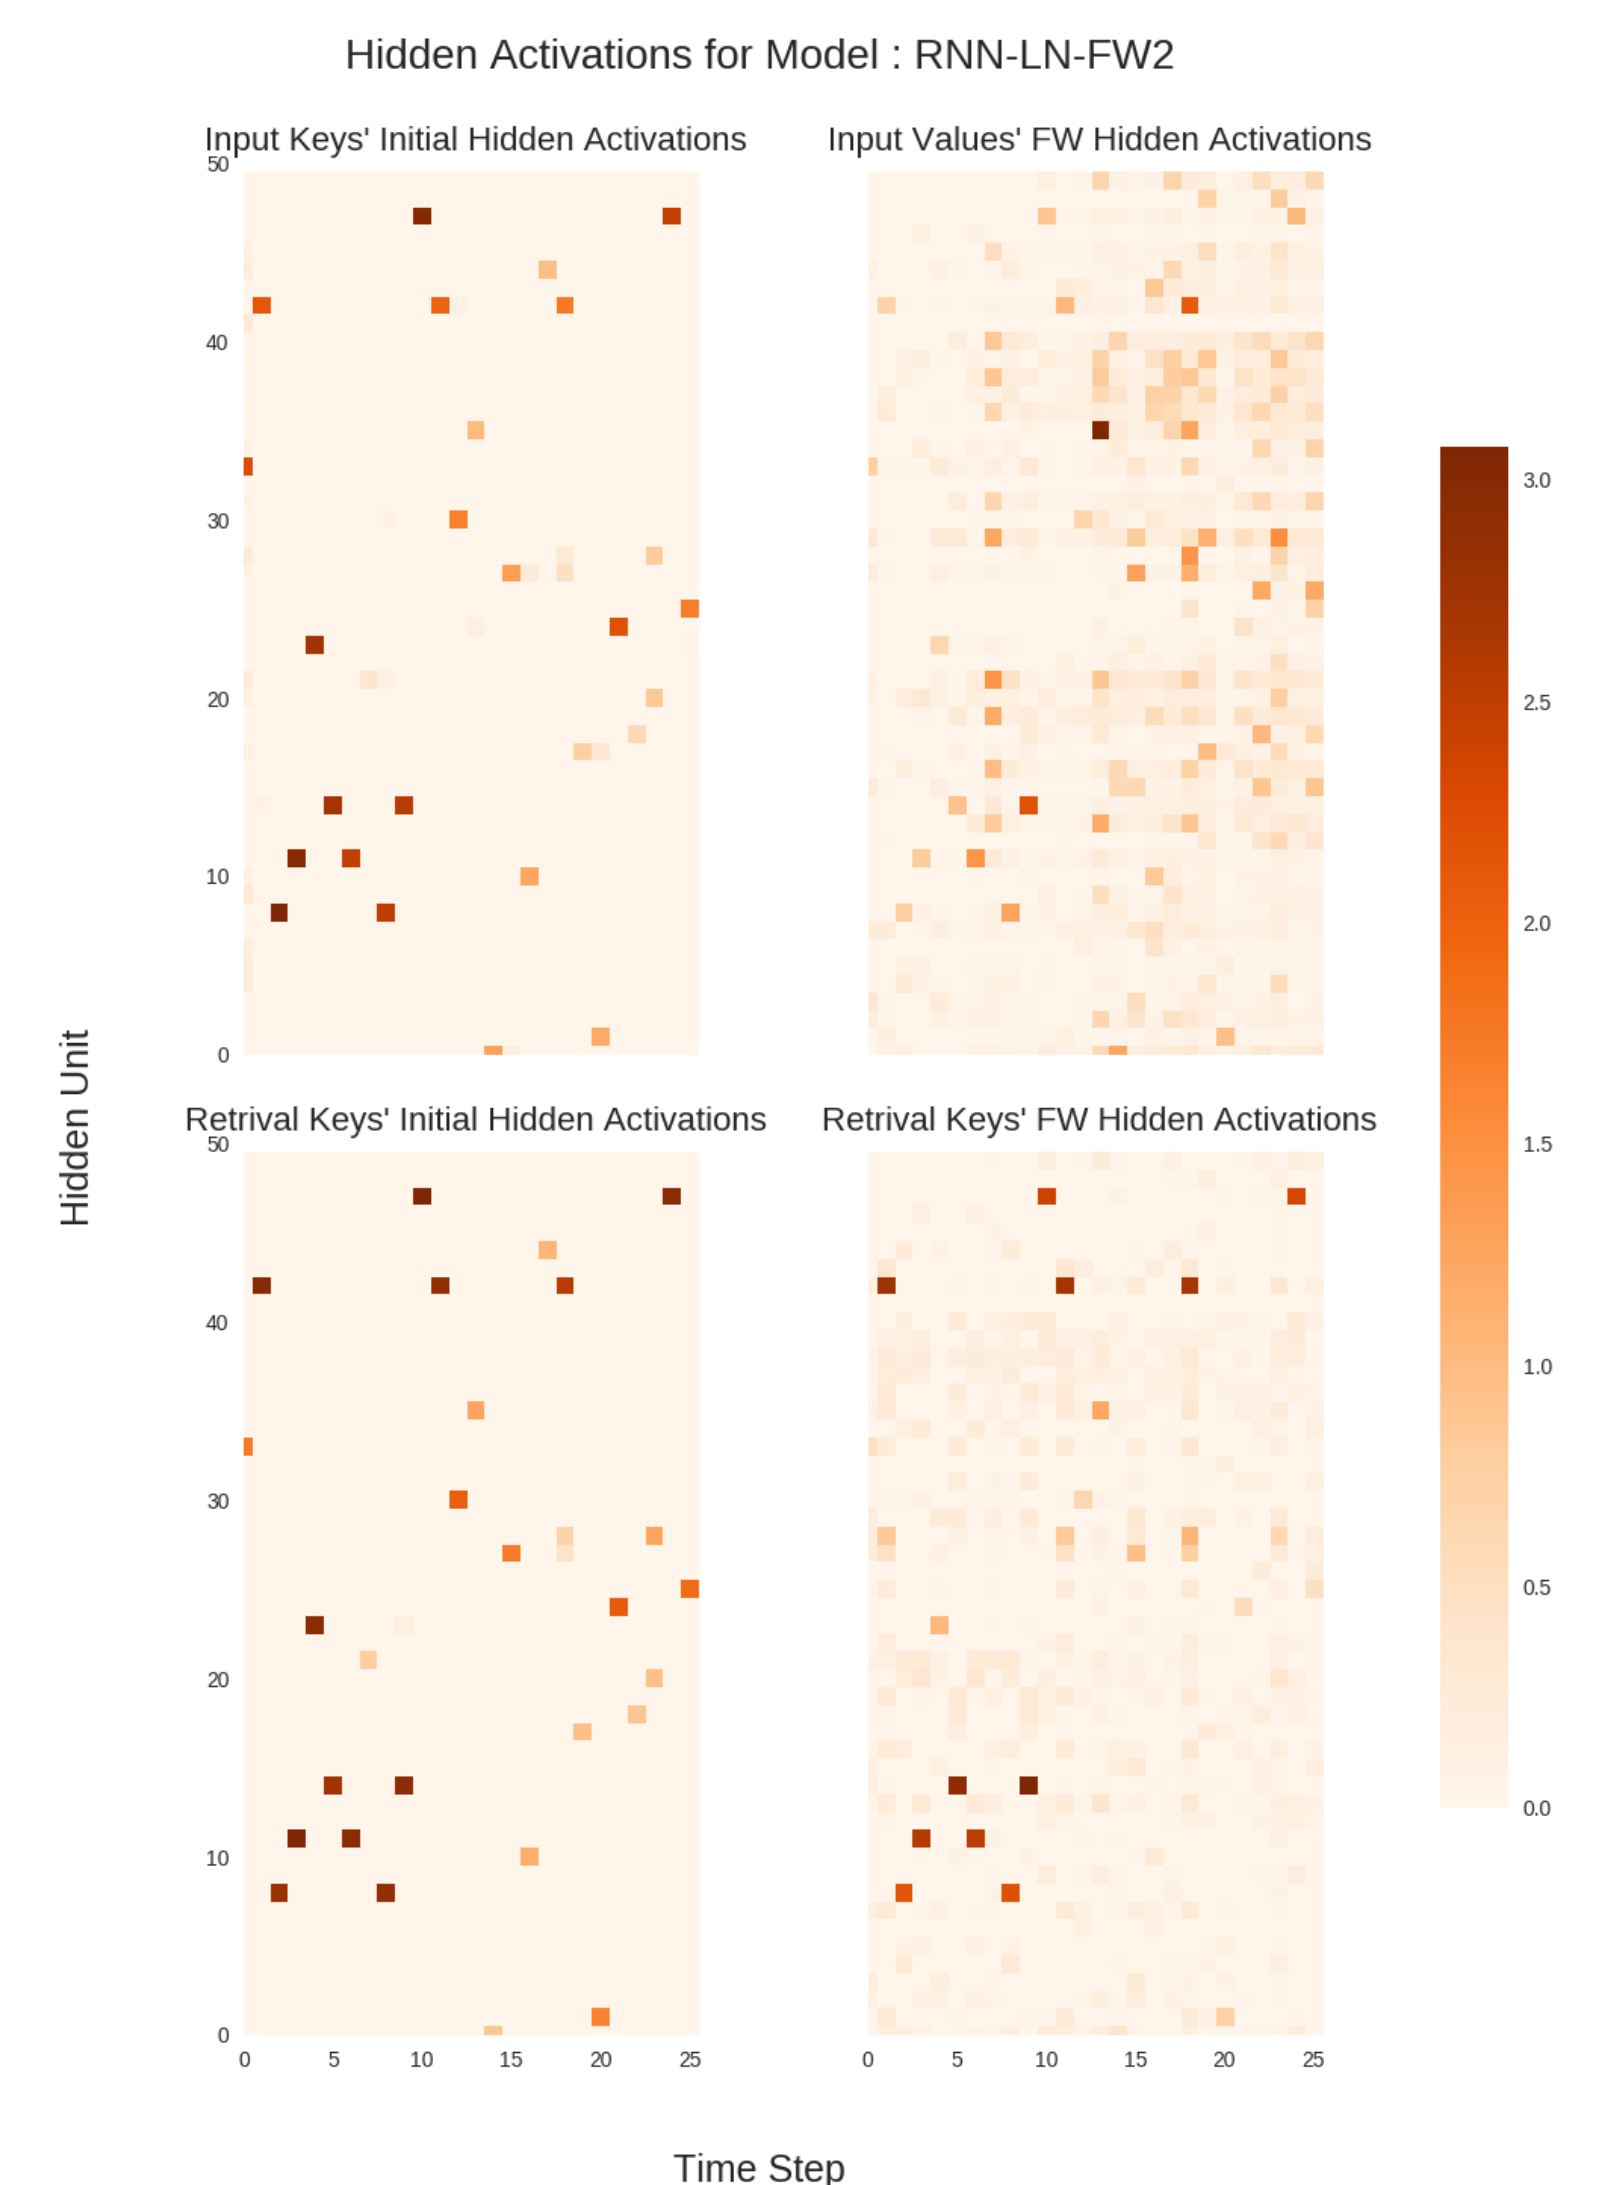 Hidden Activations for Model : RNN-LN-FW2
Input Keys' Initial Hidden Activations
Input Values' FW Hidden Activations
50
40
30
20
10
0
Retrival Keys' Initial Hidden Activations
Retrival Keys' FW Hidden Activations
50
40
30
20
10
0
0 5 10 15 20 25
0 5 10 15 20 25
Hidden Unit
Time Step
3.0
2.5
2.0
1.5
1.0
0.5
0.0